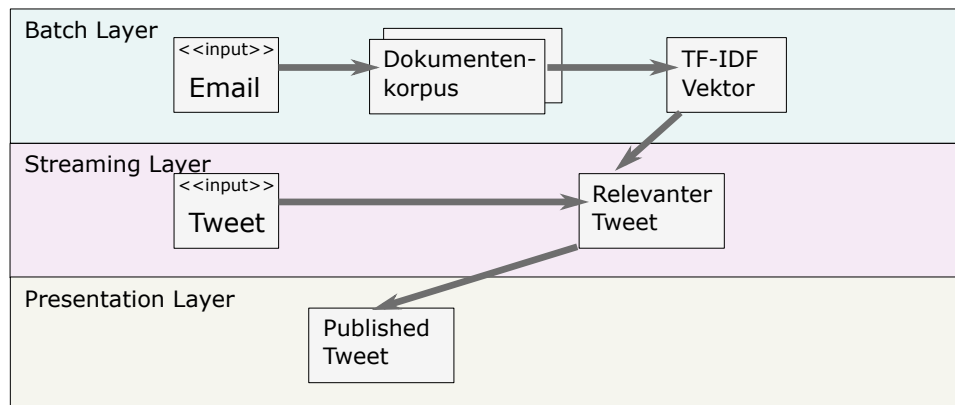 Batch Layer
<<input>>
Email
Dokumenten-
korpus
TF-IDF
Vektor
Streaming Layer
<<input>>
Tweet
Relevanter
Tweet
Presentation Layer
Published
Tweet